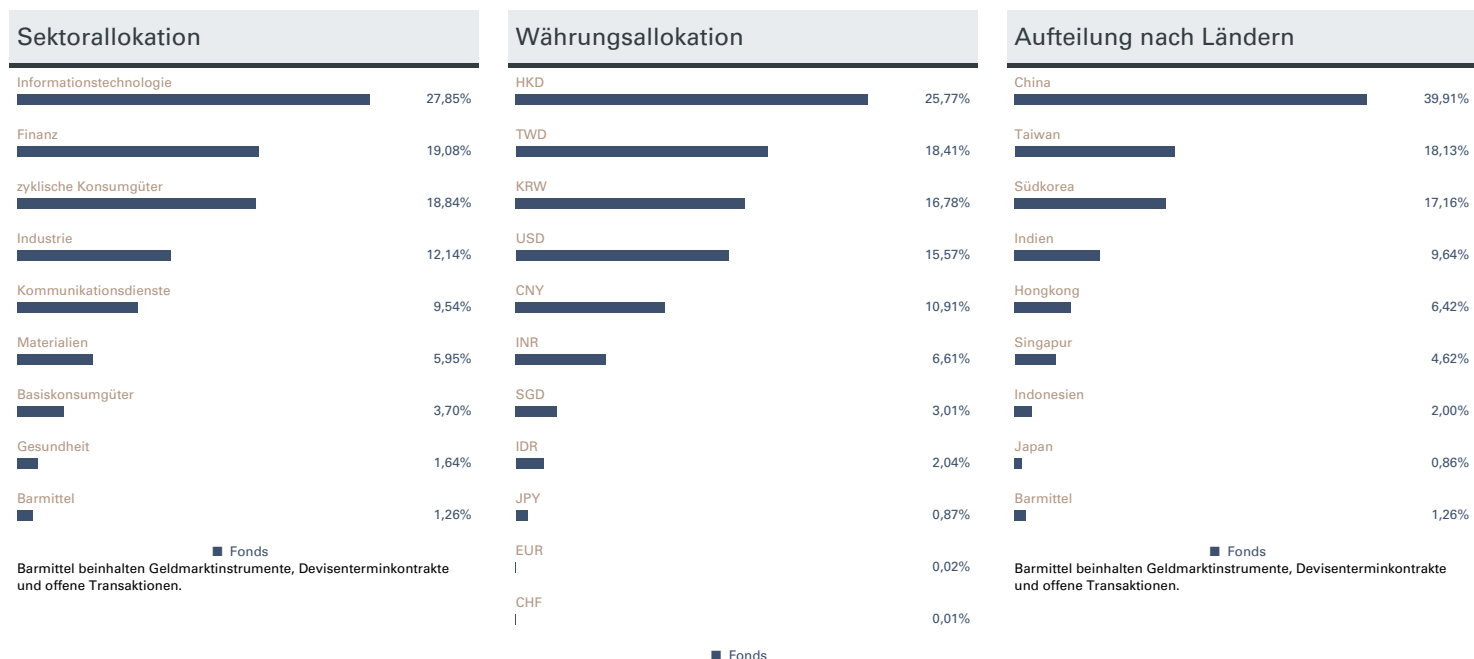 Sektorallokation
Informationstechnologie
27,85%
Finanz
19,08%
zyklische Konsumgüter
18,84%
Industrie
12,14%
Kommunikationsdienste
9,54%
Materialien
5,95%
Basiskonsumgüter
3,70%
Gesundheit
1,64%
Barmittel
1,26%
Fonds
Barmittel beinhalten Geldmarktinstrumente, Devisenterminkontrakte
und offene Transaktionen.
Währungsallokation
HKD
25,77%
TWD
18,41%
KRW
16,78%
USD
15,57%
CNY
10,91%
INR
6,61%
SGD
3,01%
IDR
2,04%
JPY
0,87%
EUR
0,02%
CHF
0,01%
Fonds
Aufteilung nach Ländern
China
39,91%
Taiwan
18,13%
Südkorea
17,16%
Indien
9,64%
Hongkong
6,42%
Singapur
4,62%
Indonesien
2,00%
Japan
0,86%
Barmittel
1,26%
Fonds
Barmittel beinhalten Geldmarktinstrumente, Devisenterminkontrakte
und offene Transaktionen.